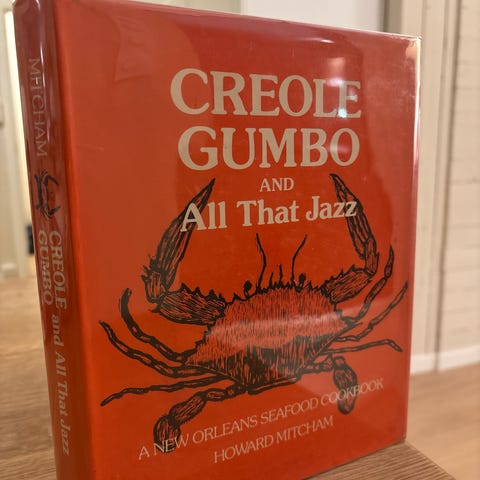 MITCHAM
CREOLE
GUMBO
and All That Jazz
CREOLE
GUMBO
AND
All That Jazz
A NEW ORLEANS SEAFOOD COOKBOOK
HOWARD MITCHAM